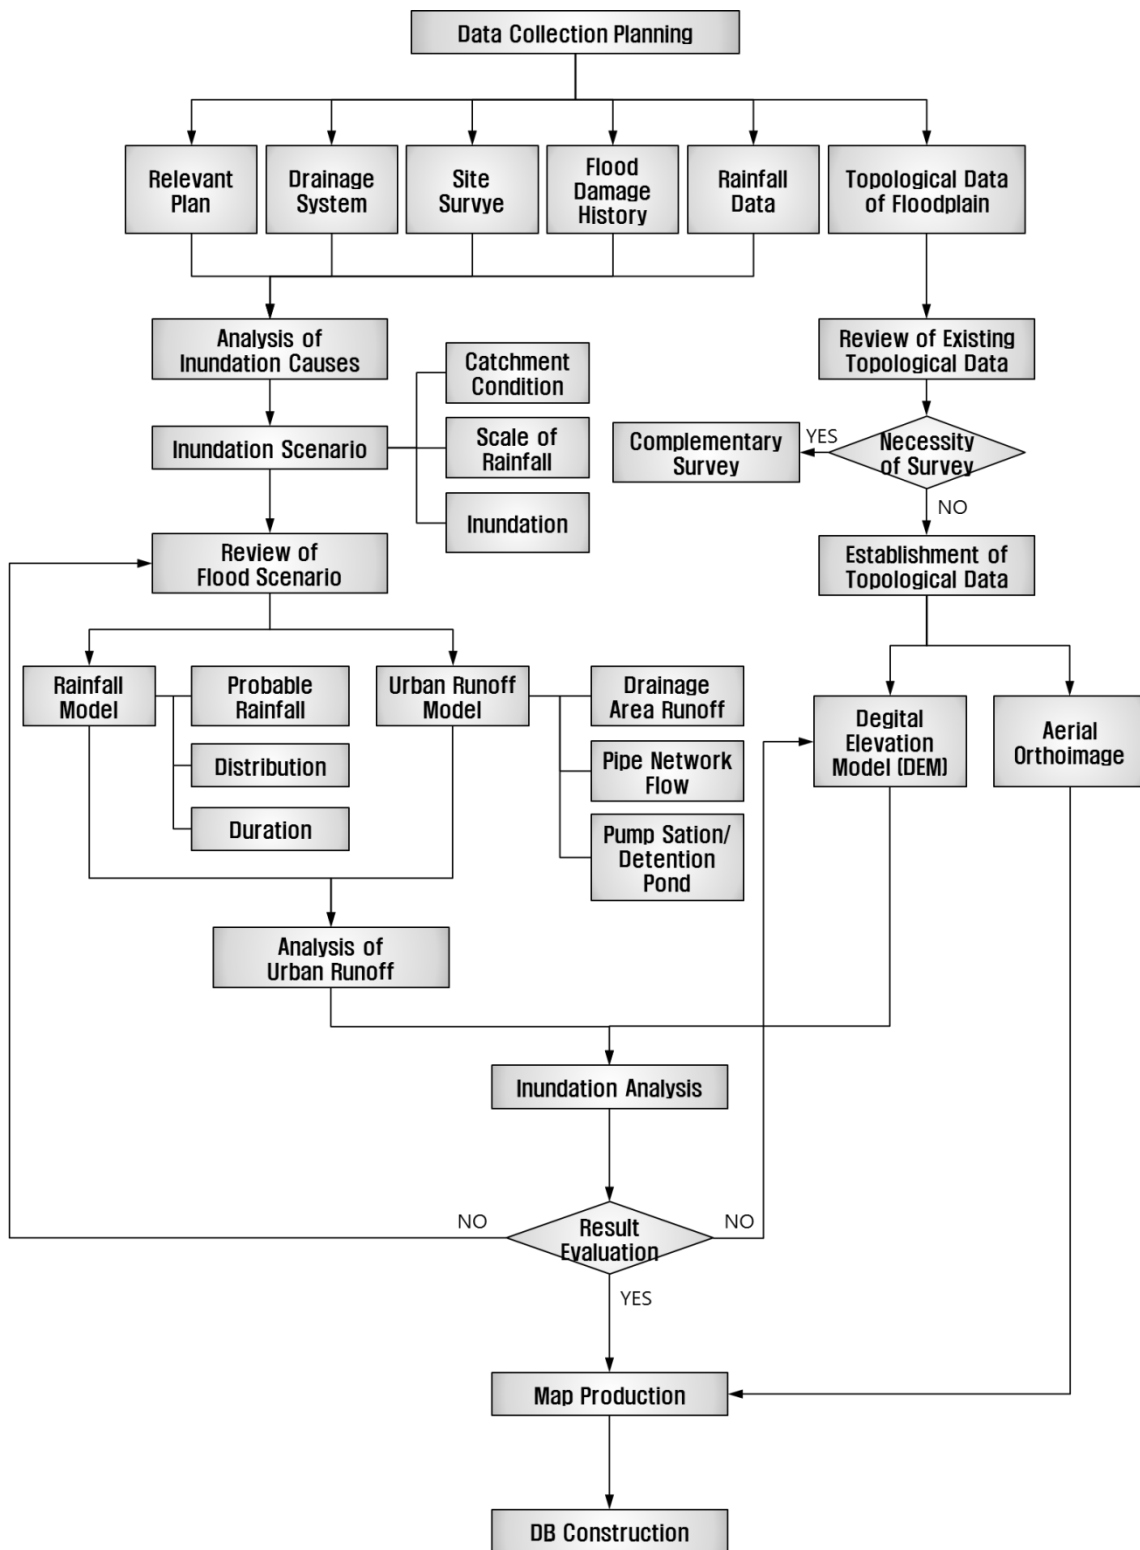 Data Collection Planning
Relevant
Plan
Drainage
System
Site
Survye
Flood
Damage
History
Rainfall
Data
Topological Data
of Floodplain
Analysis of
Inundation Causes
Review of Existing
Topological Data
Catchment
Condition
Inundation Scenario
Scale of
Rainfall
Inundation
Complementary
Survey
YES
Necessity
of Survey
NO
Review of
Flood Scenario
Establishment of
Topological Data
Rainfall
Model
Probable
Rainfall
Distribution
Duration
Urban Runoff
Model
Drainage
Area Runoff
Pipe Network
Flow
Pump Sation/
Detention
Pond
Degital
Elevation
Model (DEM)
Aerial
Orthoimage
Analysis of
Urban Runoff
Inundation Analysis
NO
Result
Evaluation
NO
YES
Map Production
DB Construction